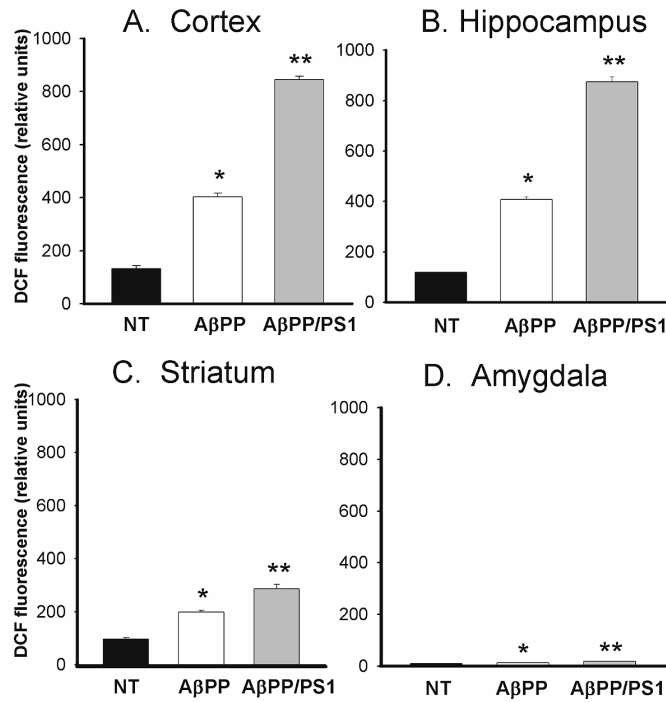 A. Cortex
DCF fluorescence (relative units)
1000
800
600
400
200
0
*
**
NT
AβPP
AβPP/PS1
B. Hippocampus
1000
800
600
400
200
0
*
**
NT
AβPP
AβPP/PS1
C. Striatum
DCF fluorescence (relative units)
1000
800
600
400
200
0
*
**
NT
AβPP
AβPP/PS1
D. Amygdala
1000
800
600
400
200
0
*
**
NT
AβPP
AβPP/PS1